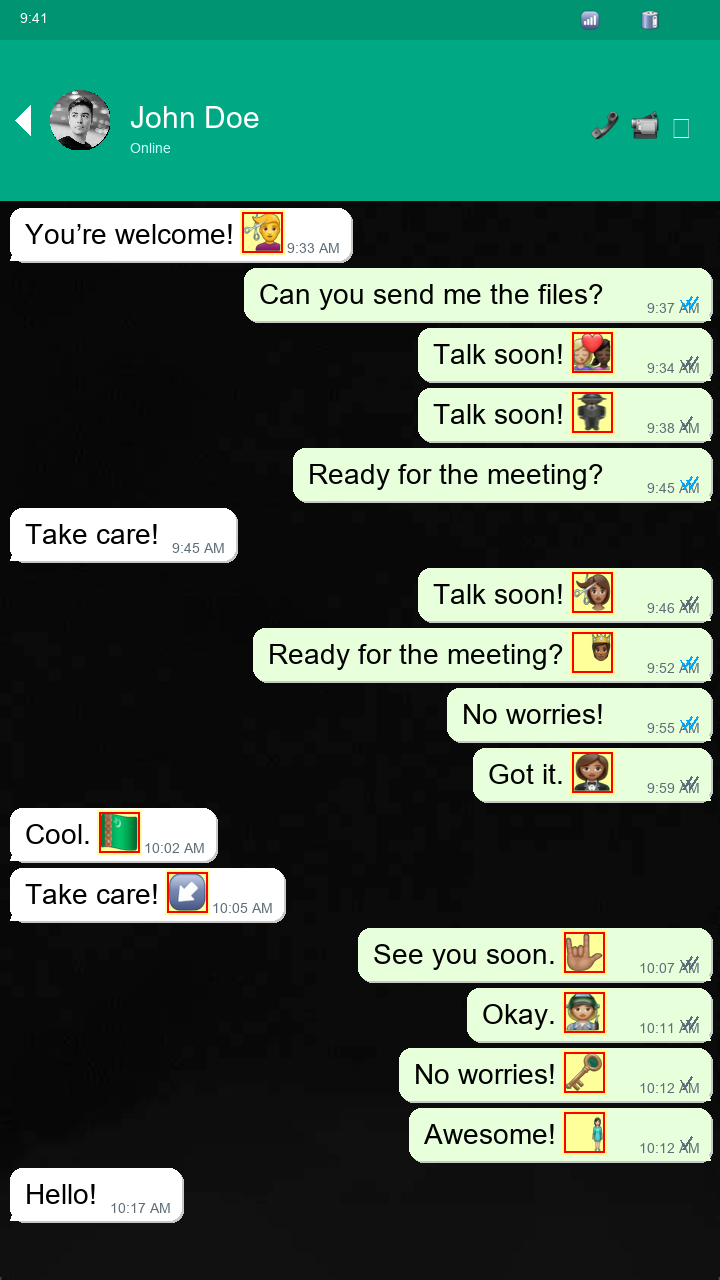 9:41
John Doe
Online
You’re welcome! 9:33 AM
Can you send me the files? 9:37 AM
Talk soon! 9:34 AM
Talk soon! 9:38 AM
Ready for the meeting? 9:45 AM
Take care! 9:45 AM
Talk soon! 9:46 AM
Ready for the meeting? 9:52 AM
No worries! 9:55 AM
Got it. 9:59 AM
Cool. 10:02 AM
Take care! 10:05 AM
See you soon. 10:07 AM
Okay. 10:11 AM
No worries! 10:12 AM
Awesome! 10:12 AM
Hello! 10:17 AM